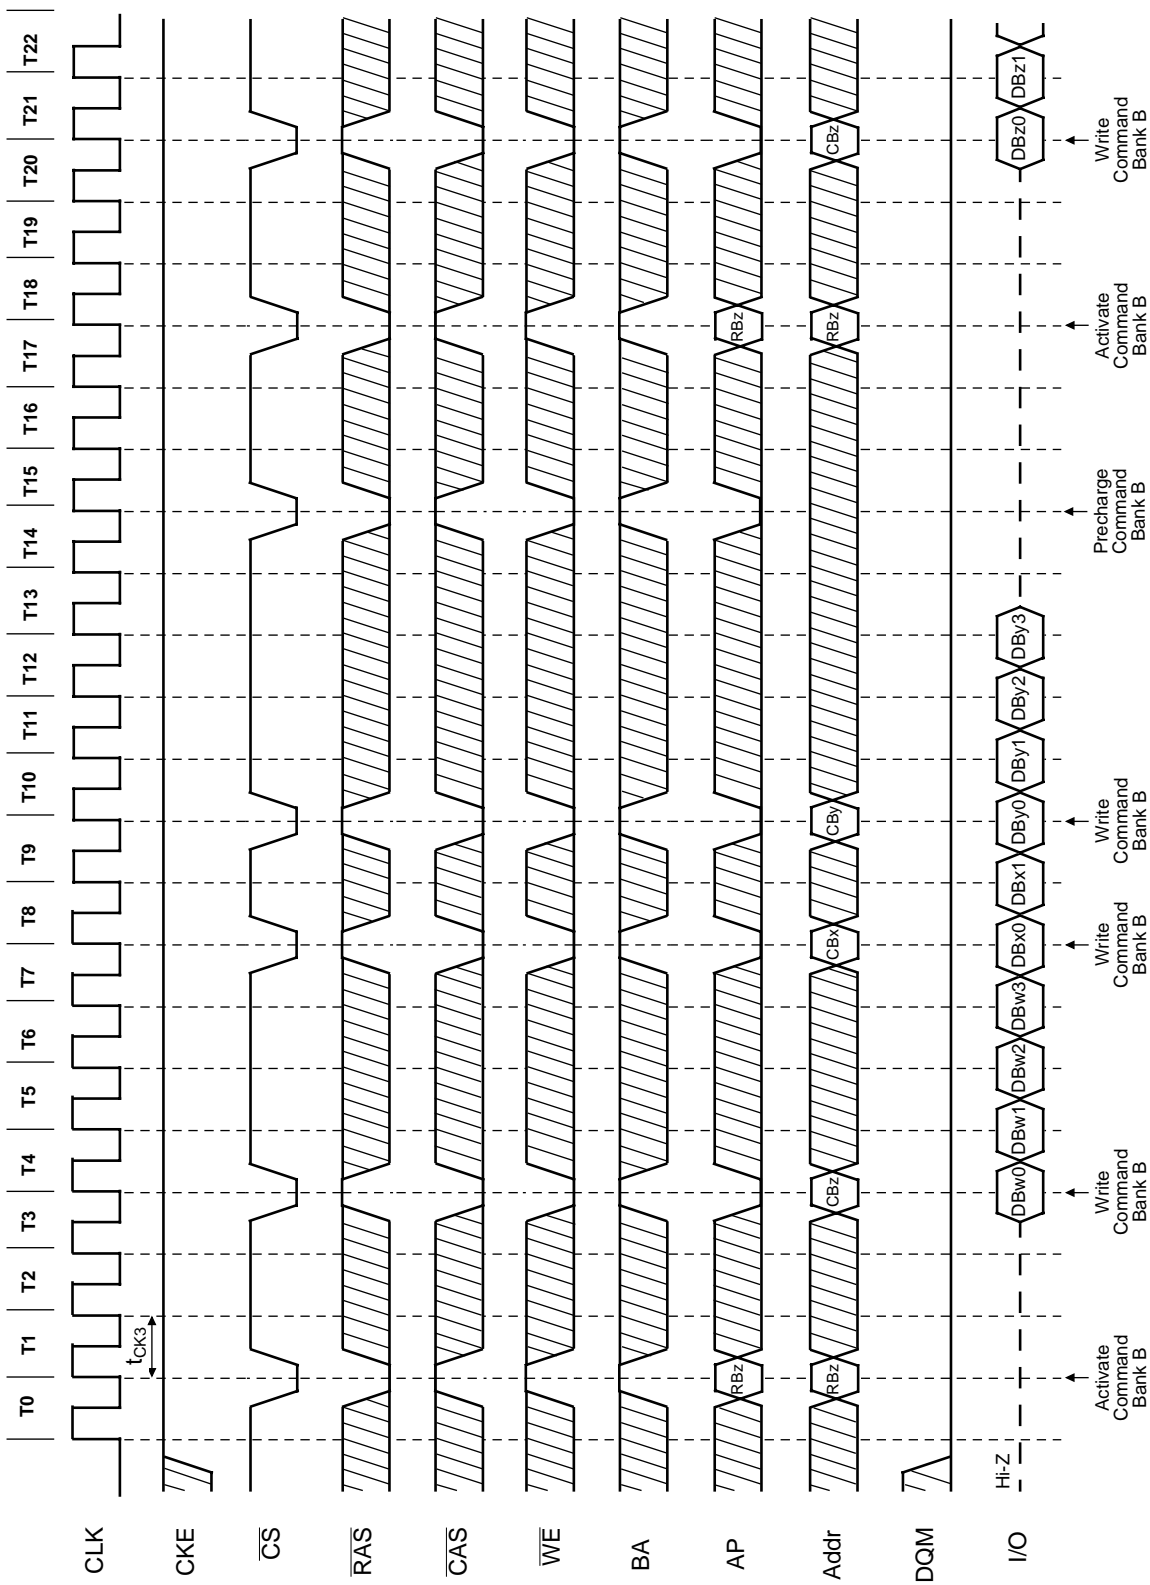 T0 T1 T2 T3 T4 T5 T6 T7 T8 T9 T10 T11 T12 T13 T14 T15 T16 T17 T18 T19 T20 T21 T22
CLK
tCK3
CKE
CS
RAS
CAS
WE
BA
AP RBz RBz
Addr RBz CBz CBx CBy RBz CBz
DQM
I/O Hi-Z DBw0 DBw1 DBw2 DBw3 DBx0 DBx1 DBy0 DBy1 DBy2 DBy3 DBz0 DBz1
Activate
Command
Bank B
Write
Command
Bank B
Write
Command
Bank B
Write
Command
Bank B
Precharge
Command
Bank B
Activate
Command
Bank B
Write
Command
Bank B